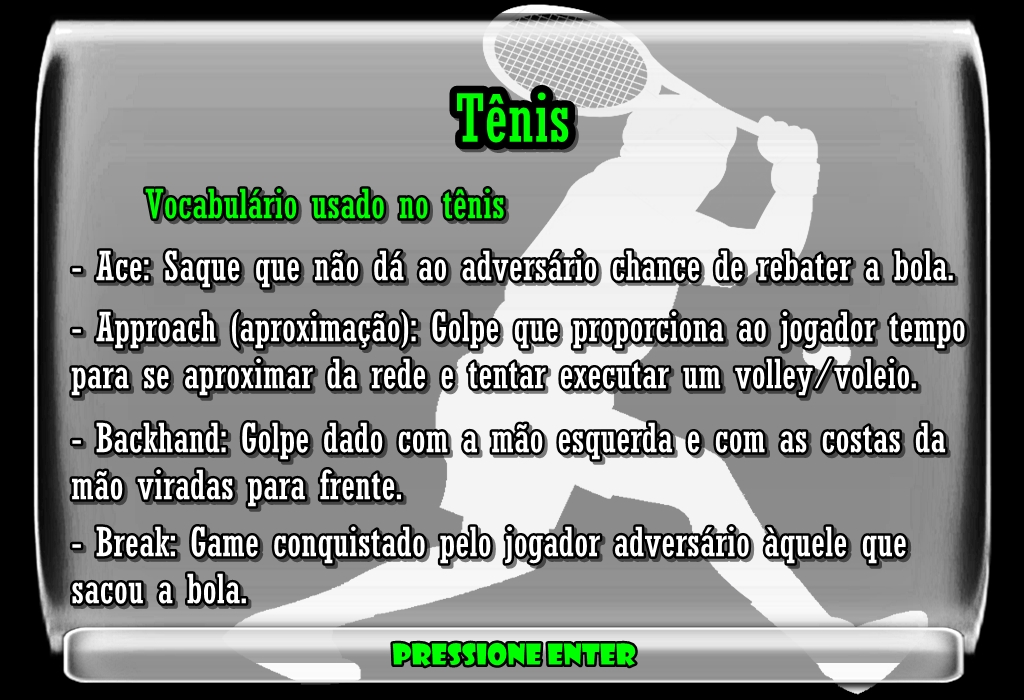 Tênis
Vocabulário usado no tênis
- Ace: Saque que não dá ao adversário chance de rebater a bola.
- Approach (aproximação): Golpe que proporciona ao jogador tempo
para se aproximar da rede e tentar executar um volley/voleio.
- Backhand: Golpe dado com a mão esquerda e com as costas da
mão viradas para frente.
- Break: Game conquistado pelo jogador adversário àquele que
sacou a bola.
PRESSIONE ENTER